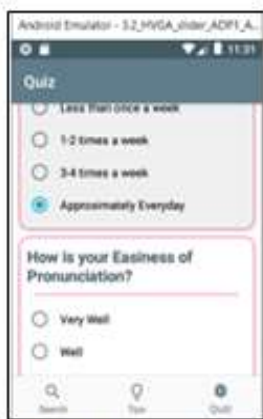 Android Emulator - 3.2_HVGA_slider_ADP1_A...
11:31
Quiz
Less than once a week
1-2 times a week
3-4 times a week
Approximately Everyday
How is your Easiness of
Pronunciation?
Very Well
Well
Search
Tips
Quiz